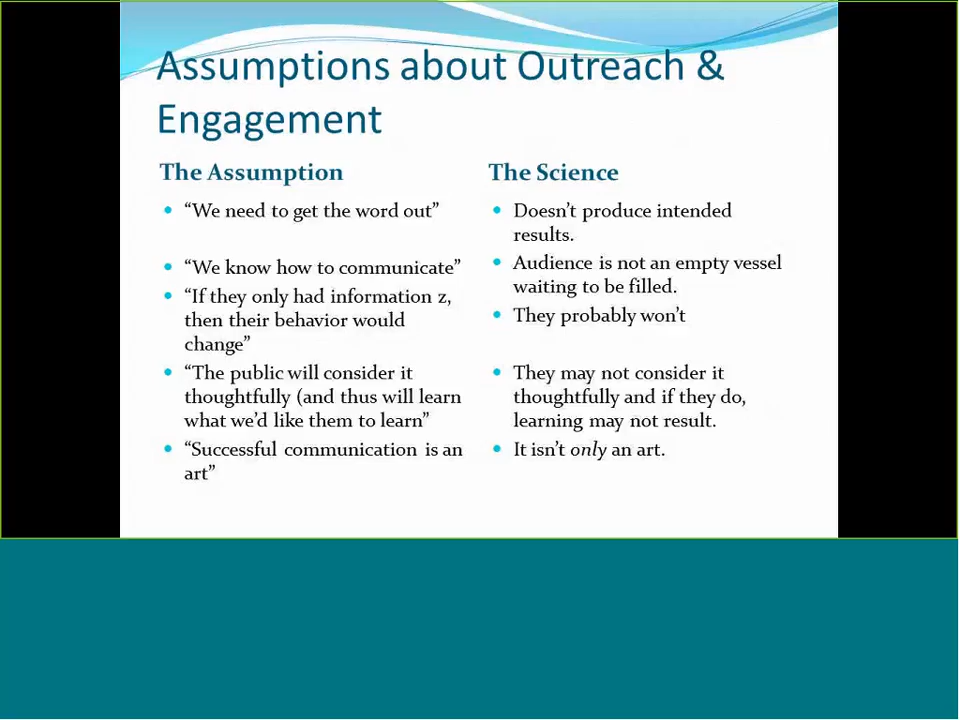 Assumptions about Outreach &
Engagement
The Assumption
“We need to get the word out”
“We know how to communicate”
“If they only had information z,
then their behavior would
change”
“The public will consider it
thoughtfully (and thus will learn
what we’d like them to learn”
“Successful communication is an
art”
The Science
Doesn’t produce intended
results.
Audience is not an empty vessel
waiting to be filled.
They probably won’t
They may not consider it
thoughtfully and if they do,
learning may not result.
It isn’t only an art.